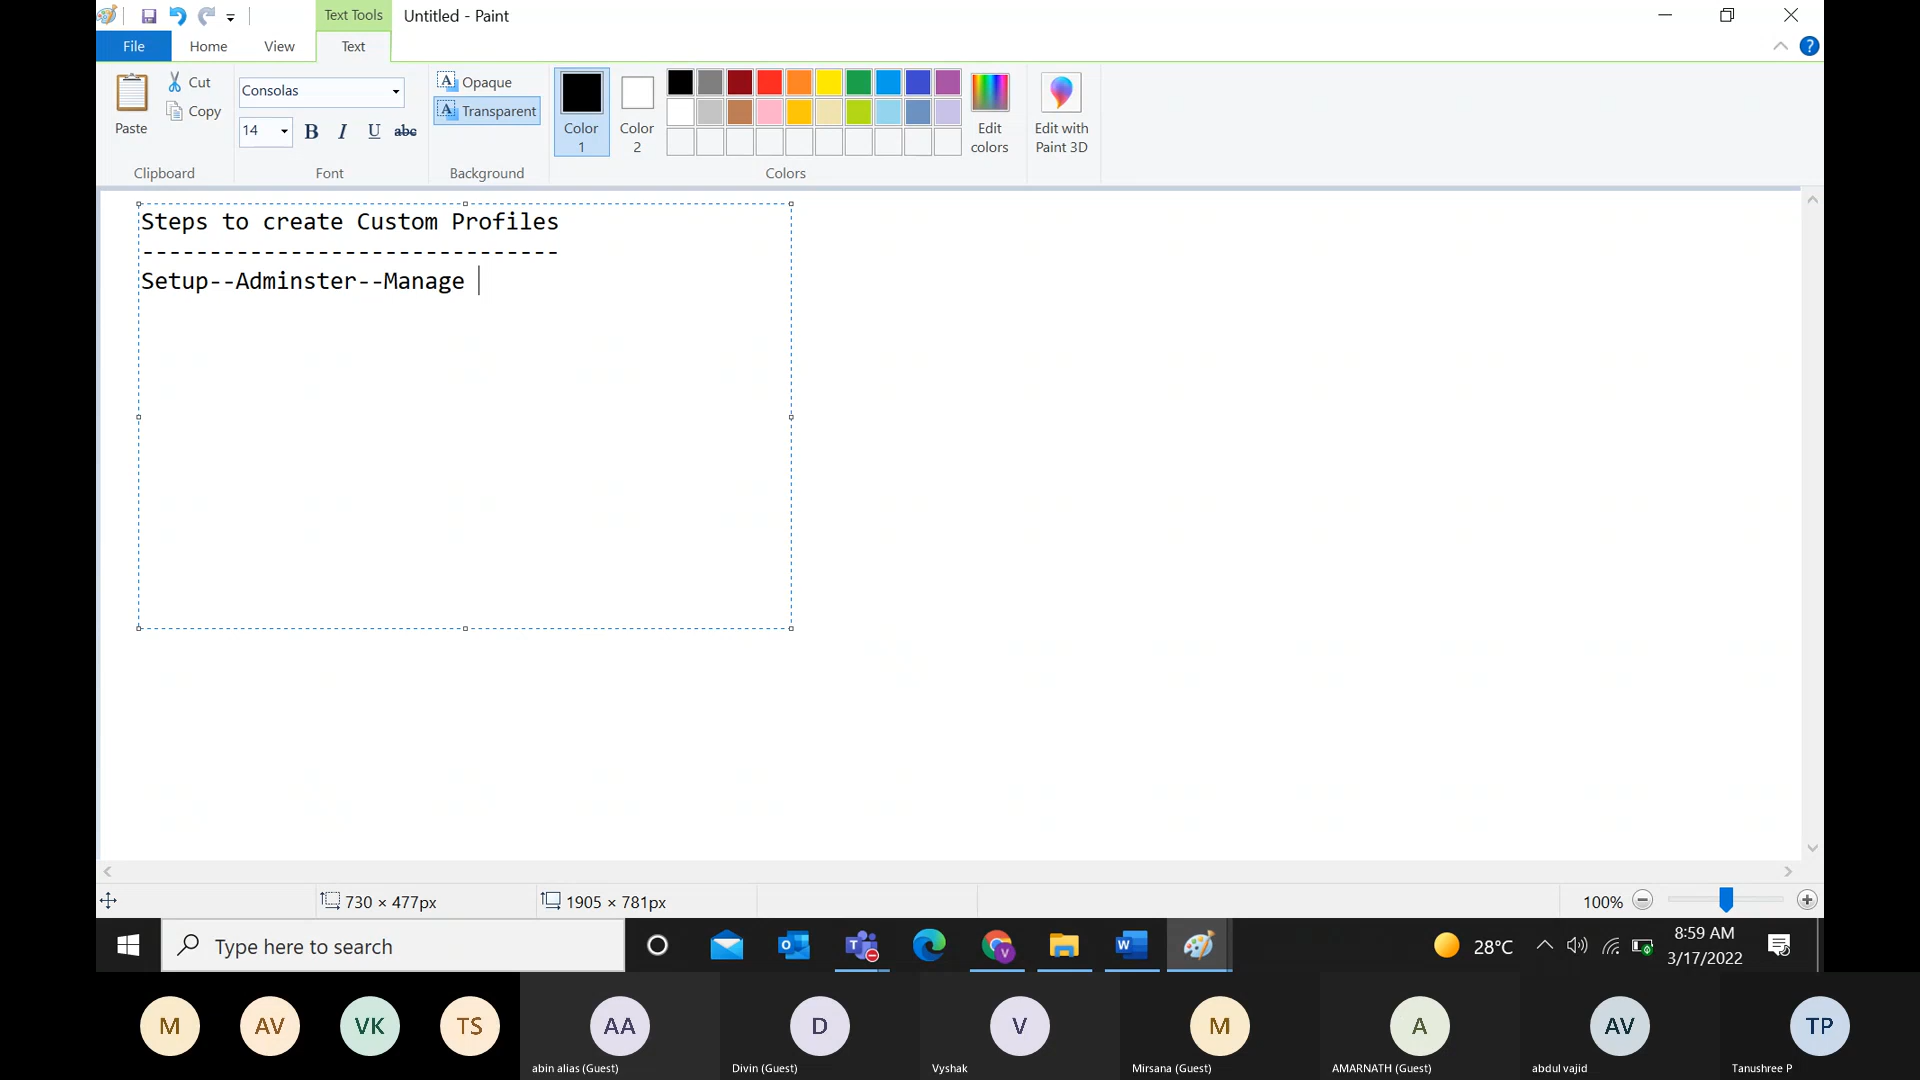 Text Tools
Untitled - Paint
File
Home
View
Text
Paste
Cut
Copy
Clipboard
Consolas
14
B
I
U
abc
Font
A
Opaque
A
Transparent
Background
Color
1
Color
2
Colors
Edit
colors
Edit with
Paint 3D
?
Steps to create Custom Profiles
-------------------------------
Setup--Adminster--Manage
730 × 477px
1905 × 781px
100%
Type here to search
28°C
8:59 AM
3/17/2022
M
AV
VK
TS
AA
abin alias (Guest)
D
Divin (Guest)
V
Vyshak
M
Mirsana (Guest)
A
AMARNATH (Guest)
AV
abdul vajid
TP
Tanushree P